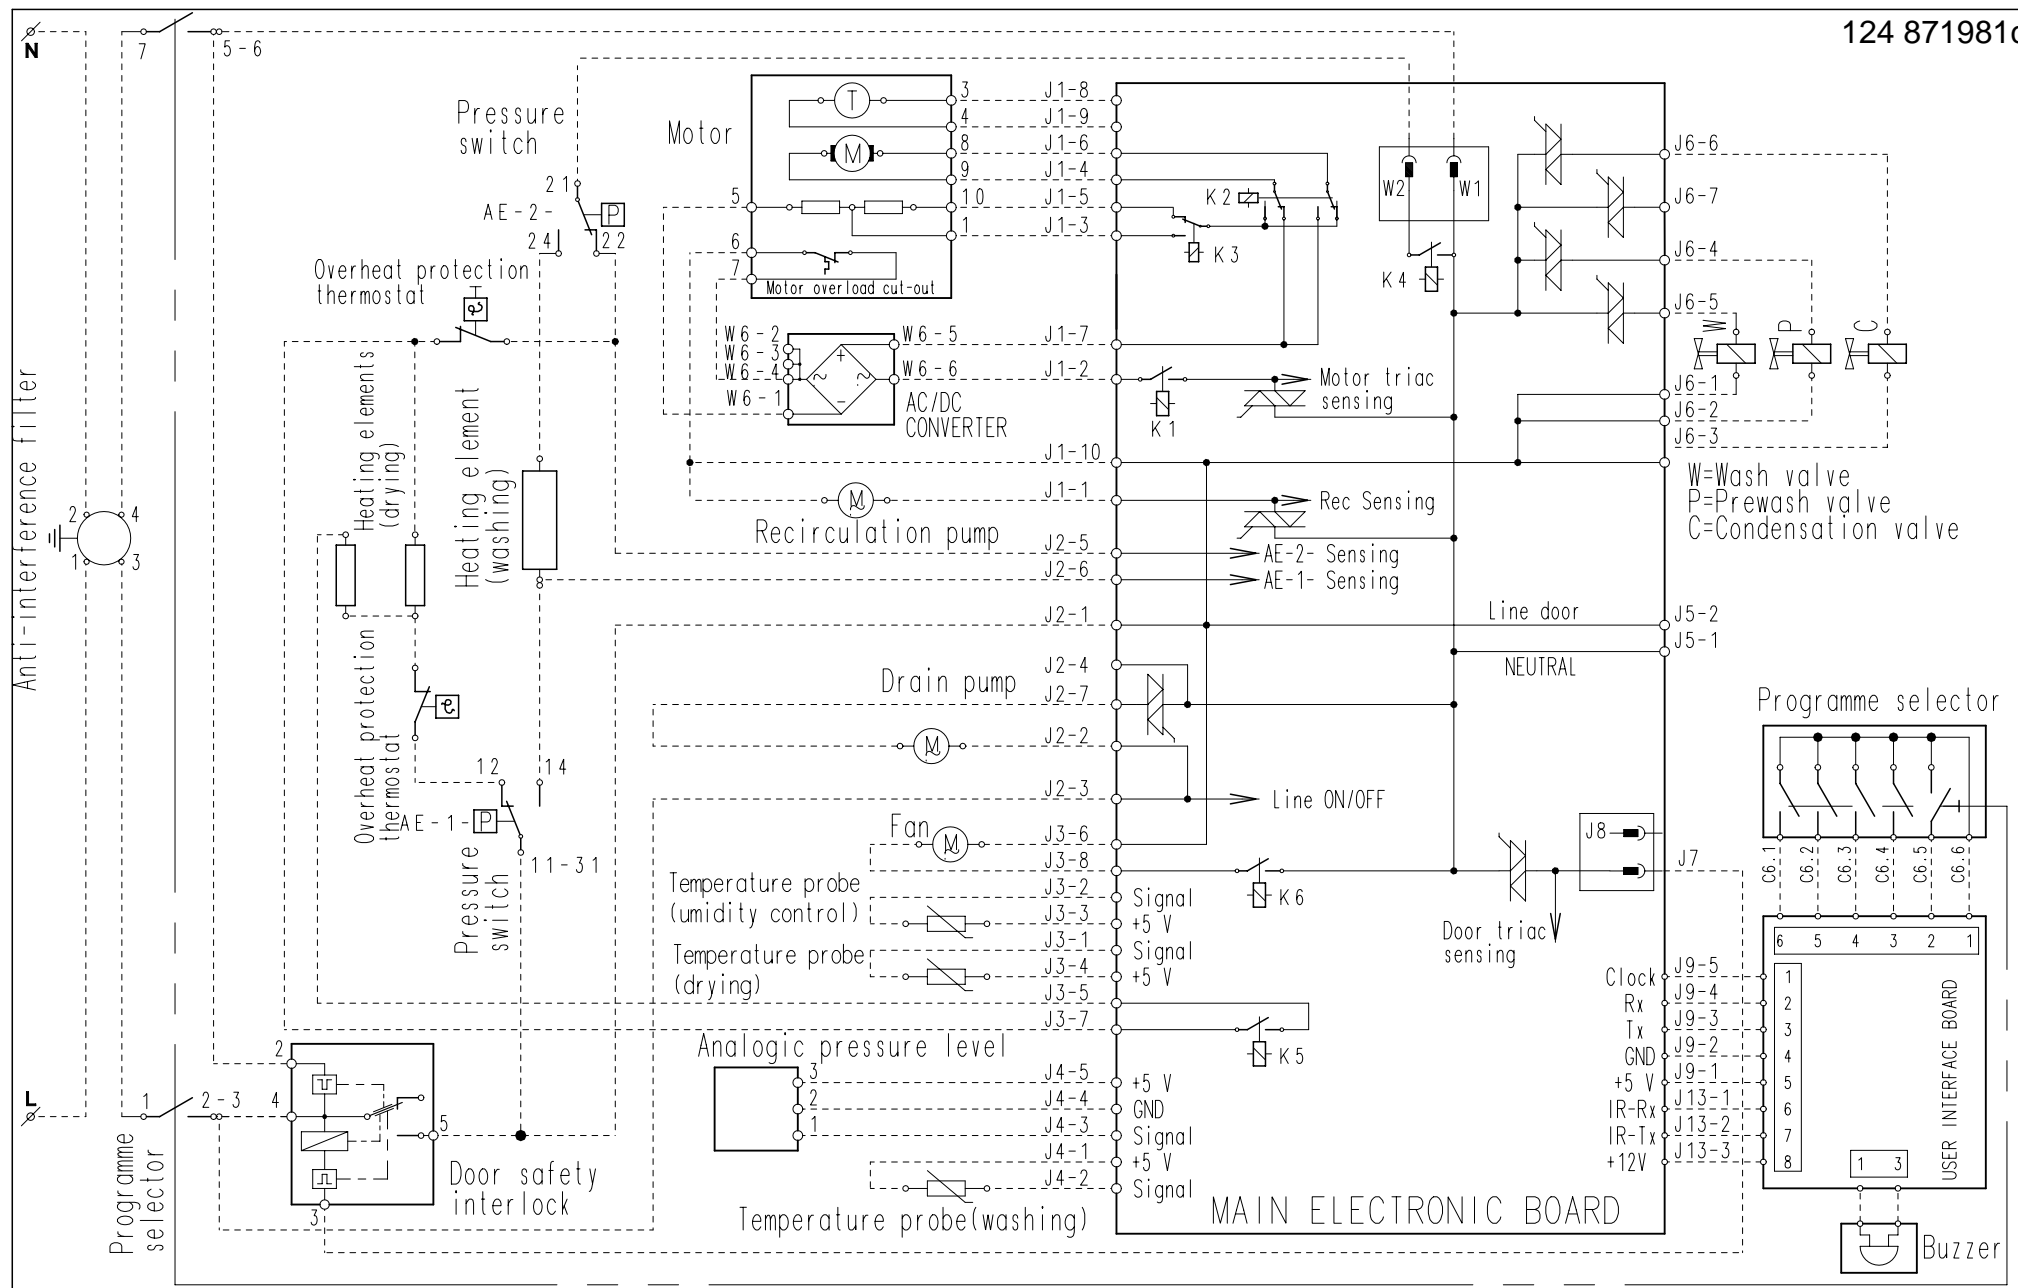 124 871981
N
7
5-6
Pressure
switch
21
AE-2-
P
24
22
Overheat protection
thermostat
Motor
T
M
3
4
8
9
10
1
5
6
7
Motor overload cut-out
J1-8
J1-9
J1-6
J1-4
J1-5
J1-3
W6-2
W6-3
W6-4
W6-1
W6-5
W6-6
J1-7
J1-2
AC/DC
CONVERTER
K2
K3
K1
K4
W2
W1
Motor triac
sensing
J6-6
J6-7
J6-4
J6-5
W
P
C
J6-1
J6-2
J6-3
W=Wash valve
P=Prewash valve
C=Condensation valve
Anti-interference filter
2
4
1
3
Heating elements
(drying)
Heating element
(washing)
8
J1-10
J1-1
M
Recirculation pump
Rec Sensing
J2-5
J2-6
AE-2- Sensing
AE-1- Sensing
J2-1
Line door
J5-2
J5-1
NEUTRAL
Overheat protection
thermostat
Drain pump
J2-4
J2-7
J2-2
J2-3
M
Line ON/OFF
12
14
AE-1-
P
11-31
Pressure
switch
Fan
M
J3-6
J3-8
K6
J3-2
Signal
J3-3
+5 V
J3-1
Signal
J3-4
+5 V
J3-5
J3-7
K5
Temperature probe
(umidity control)
Temperature probe
(drying)
J8
J7
Door triac
sensing
Programme selector
C6.1
C6.2
C6.3
C6.4
C6.5
C6.6
6 5 4 3 2 1
Clock J9-5 1
Rx J9-4 2
Tx J9-3 3
GND J9-2 4
+5 V J9-1 5
IR-Rx J13-1 6
IR-Tx J13-2 7
+12V J13-3 8
USER INTERFACE BOARD
1 3
Buzzer
Analogic pressure level
3
2
1
J4-5
+5 V
J4-4
GND
J4-3
Signal
J4-1
+5 V
J4-2
Signal
Temperature probe(washing)
MAIN ELECTRONIC BOARD
L
1
2-3
2
4
5
3
Door safety
interlock
Programme
selector